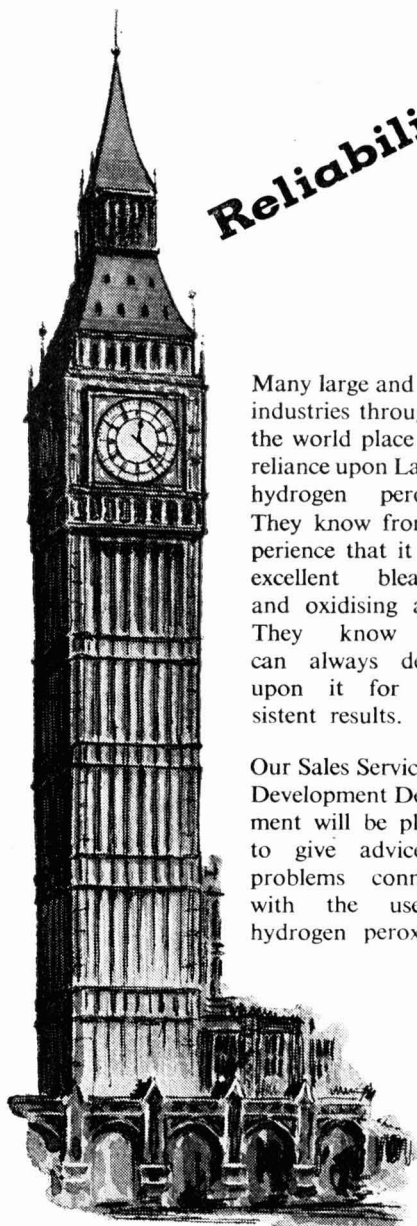 Reliabili
Many large and
industries throug
the world place
reliance upon La
hydrogen pero
They know fron
perience that it
excellent blea
and oxidising a
They know
can always de
upon it for
sistent results.
Our Sales Servic
Development De
ment will be pl
to give advice
problems conn
with the use
hydrogen perox